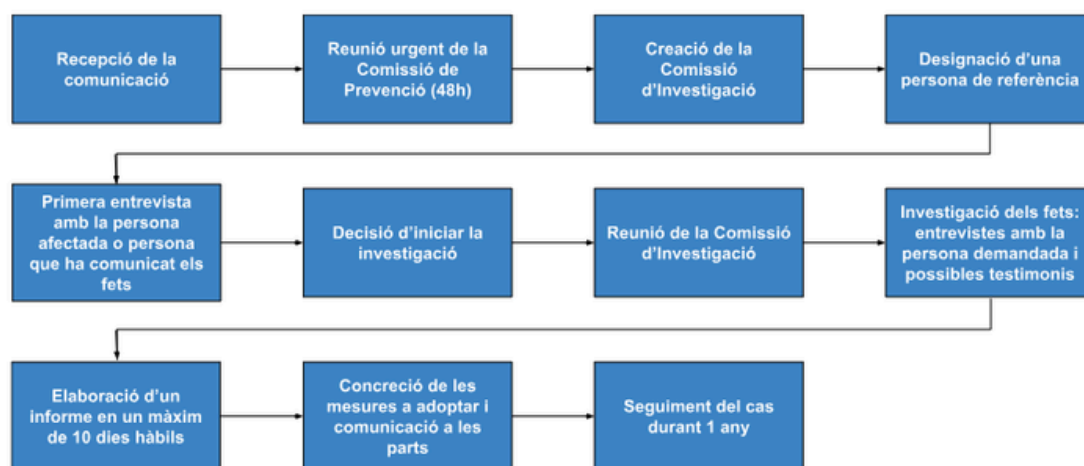 Recepció de la
comunicació
Reunió urgent de la
Comissió de
Prevenció (48h)
Creació de la
Comissió
d’Investigació
Designació d’una
persona de referència
Primera entrevista
amb la persona
afectada o persona
que ha comunicat els
fets
Decisió d’iniciar la
investigació
Reunió de la Comissió
d’Investigació
Investigació dels fets:
entrevistes amb la
persona demandada i
possibles testimonis
Elaboració d’un
informe en un màxim
de 10 dies hàbils
Concreció de les
mesures a adoptar i
comunicació a les
parts
Seguiment del cas
durant 1 any